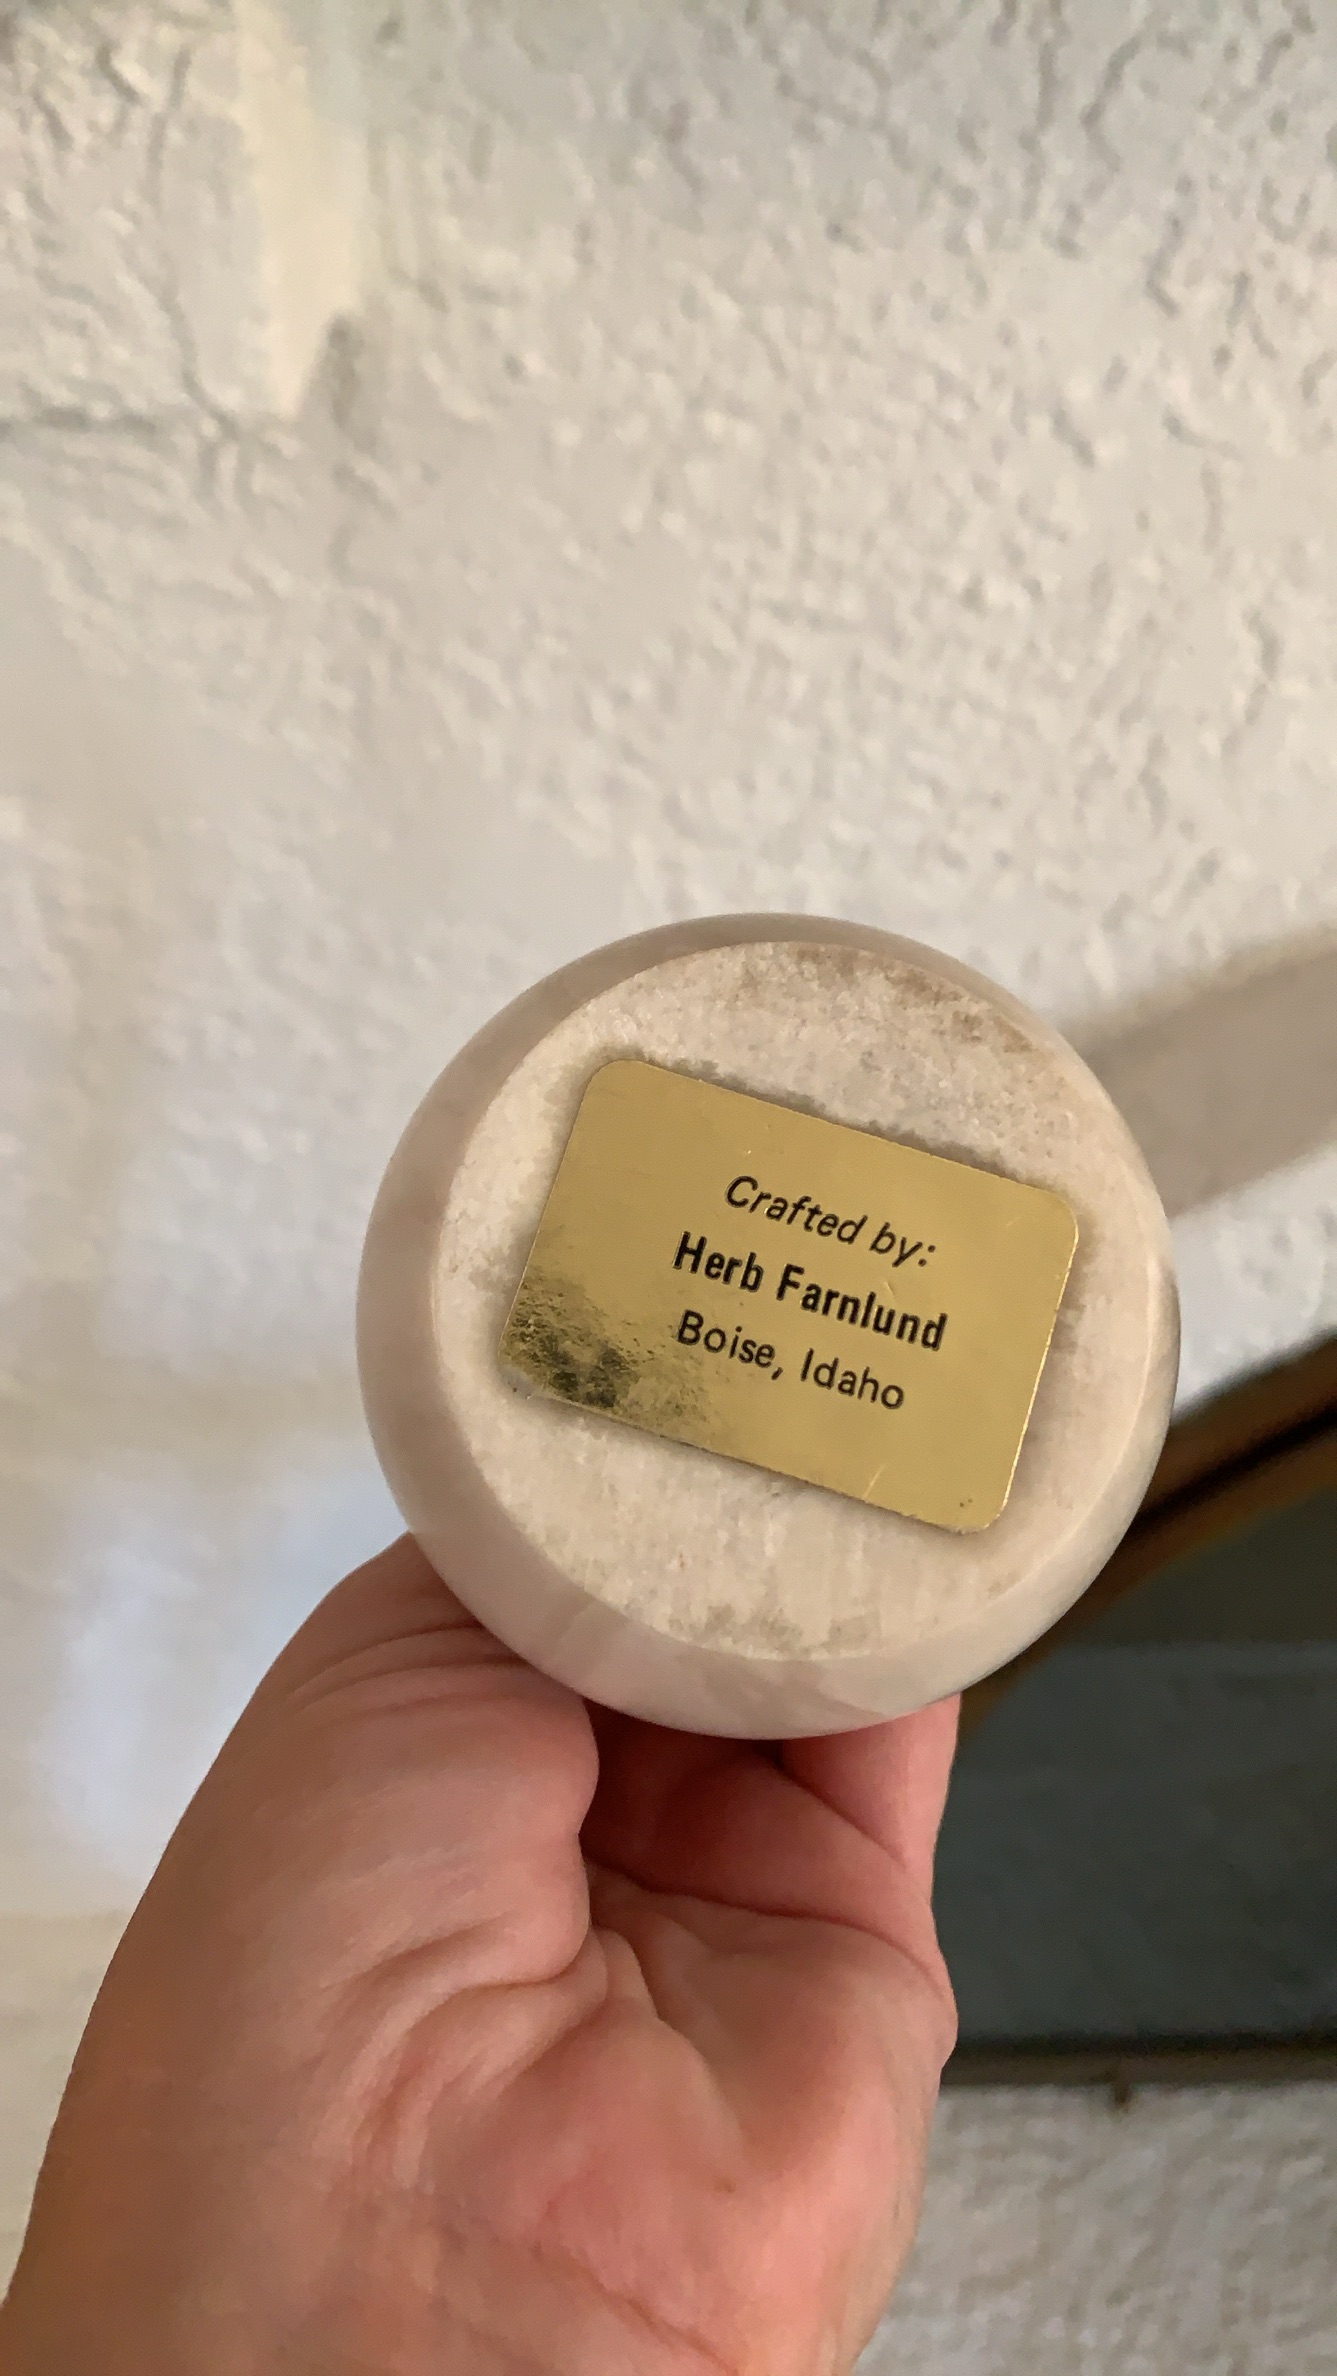 Crafted by:
Herb Farnlund
Boise, Idaho